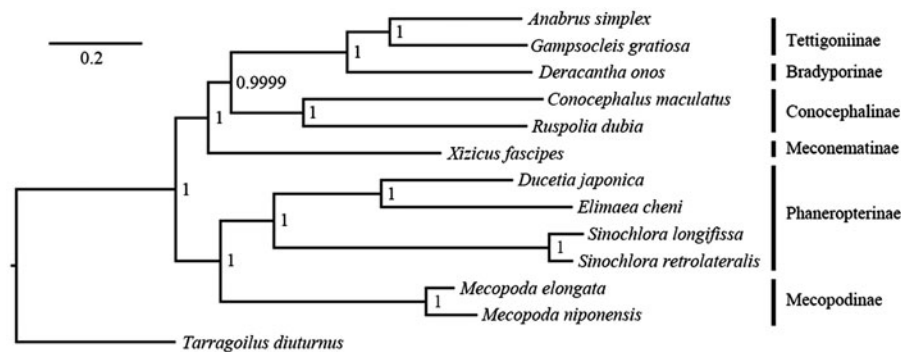 Anabrus simplex
Gampsocleis gratiosa
Deracantha onos
Conocephalus maculatus
Ruspolia dubia
Xizicus fascipes
Ducetia japonica
Elimaea cheni
Sinochlora longifissa
Sinochlora retrolateralis
Mecopoda elongata
Mecopoda niponensis
Tarragoilus diuturnus
Tettigoniinae
Bradyporinae
Conocephalinae
Meconematinae
Phaneropterinae
Mecopodinae
0.2
1
1
0.9999
1
1
1
1
1
1
1
1